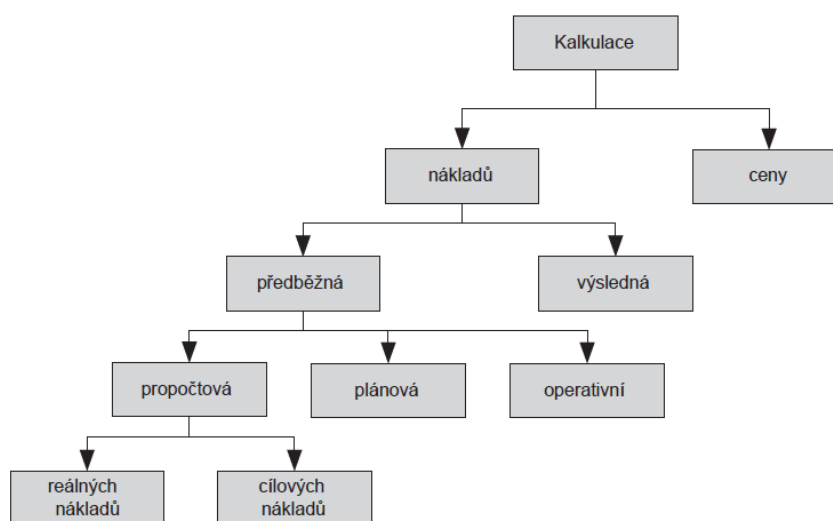 Kalkulace
nákladů
ceny
předběžná
výsledná
propočtová
plánová
operativní
reálných
nákladů
cílových
nákladů